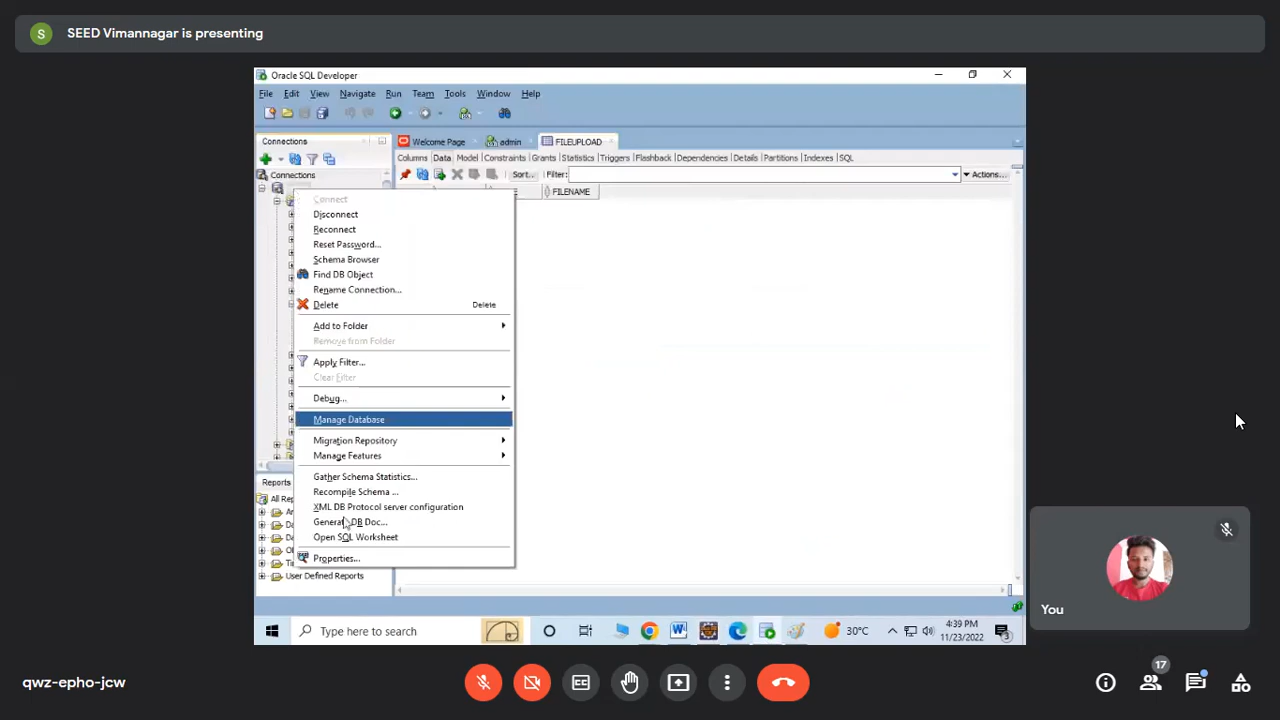 S SEED Vimannagar is presenting
Oracle SQL Developer
File Edit View Navigate Run Team Tools Window Help
Connections
Welcome Page
admin
FILEUPLOAD
Columns Data Model Constraints Grants Statistics Triggers Flashback Dependencies Details Partitions Indexes SQL
Sort.. Filter: Actions...
Connections
FILENAME
Connect
Disconnect
Reconnect
Reset Password...
Schema Browser
Find DB Object
Rename Connection...
Delete Delete
Add to Folder
Remove from Folder
Apply Filter...
Clear Filter
Debug...
Manage Database
Migration Repository
Manage Features
Gather Schema Statistics...
Recompile Schema ...
XML DB Protocol server configuration
DB Doc...
Open SQL Worksheet
Properties...
Reports
All Rep
User Defined Reports
Type here to search
30°C
4:39 PM
11/23/2022
3
You
qwz-epho-jcw
17